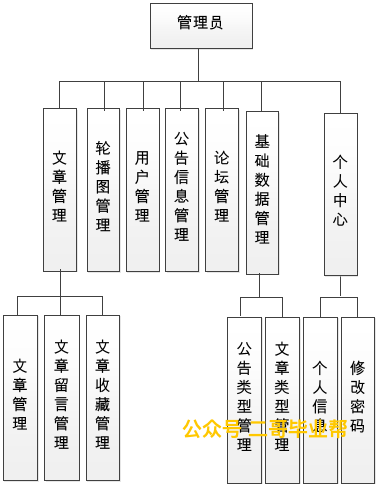 管理员
文章管理
轮播图管理
用户管理
公告信息管理
论坛管理
基础数据管理
个人中心
文章管理
文章留言管理
文章收藏管理
公告类型管理
文章类型管理
个人信息
修改密码
公众号 二哥毕业帮